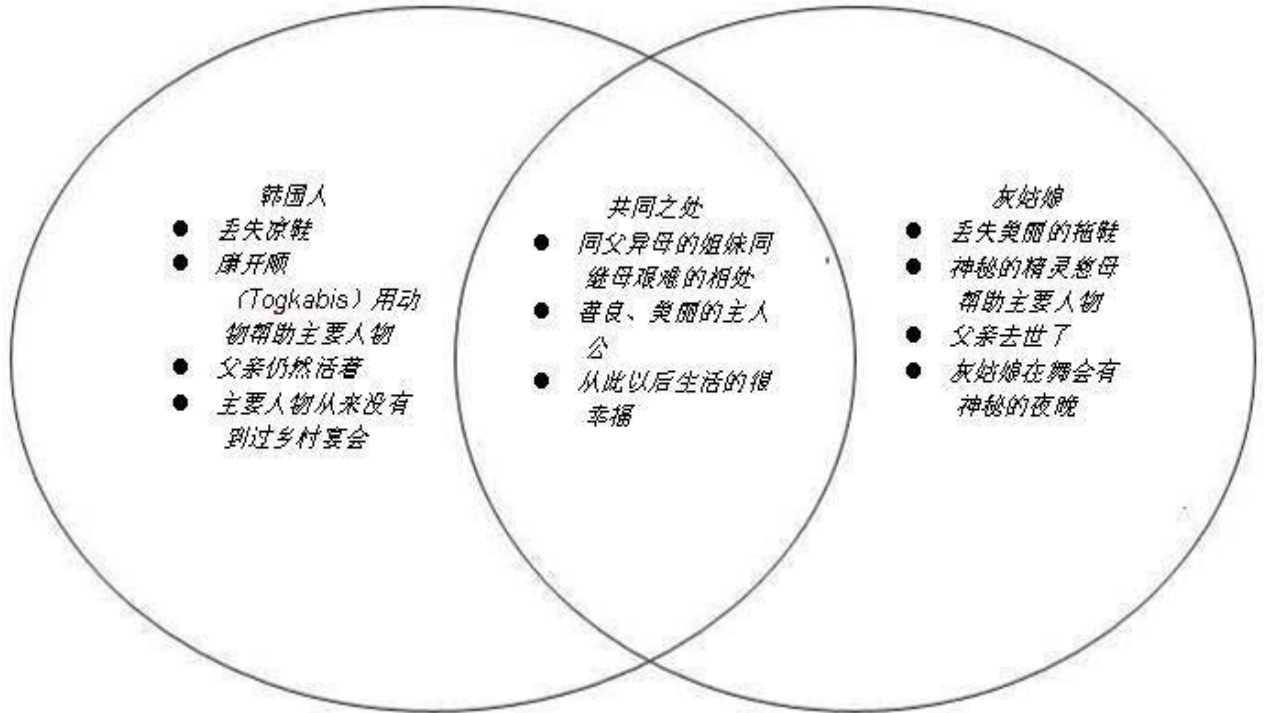 韩国人
● 丢失凉鞋
● 康开顺
（Togkabis）用动
物帮助主要人物
● 父亲仍然活著
● 主要人物从来没有
到过乡村宴会
共同之处
● 同父异母的姐妹同
继母艰难的相处
● 善良、美丽的主人
公
● 从此以后生活的很
幸福
灰姑娘
● 丢失美丽的拖鞋
● 神秘的精灵慈母
帮助主要人物
● 父亲去世了
● 灰姑娘在舞会有
神秘的夜晚